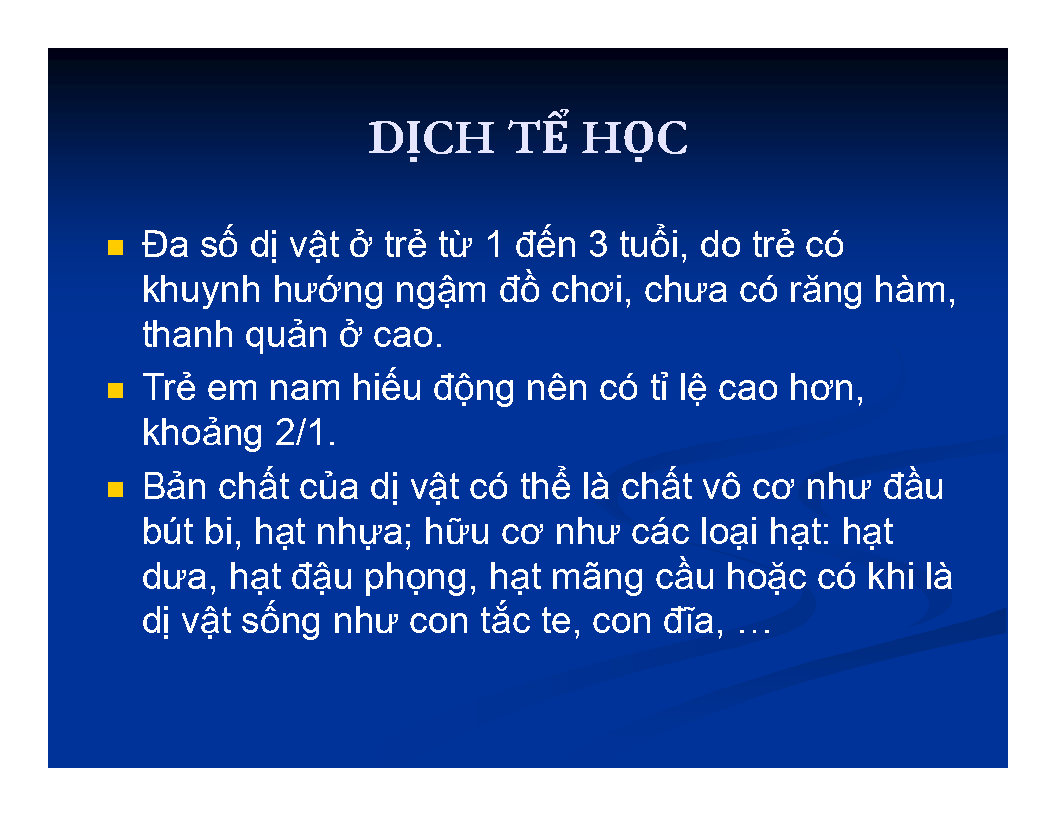 DỊCH TỂ HỌC
Đa số dị vật ở trẻ từ 1 đến 3 tuổi, do trẻ có
khuynh hướng ngậm đồ chơi, chưa có răng hàm,
thanh quản ở cao.
Trẻ em nam hiếu động nên có tỉ lệ cao hơn,
khoảng 2/1.
Bản chất của dị vật có thể là chất vô cơ như đầu
bút bi, hạt nhựa; hữu cơ như các loại hạt: hạt
dưa, hạt đậu phọng, hạt mãng cầu hoặc có khi là
dị vật sống như con tắc te, con đĩa, …